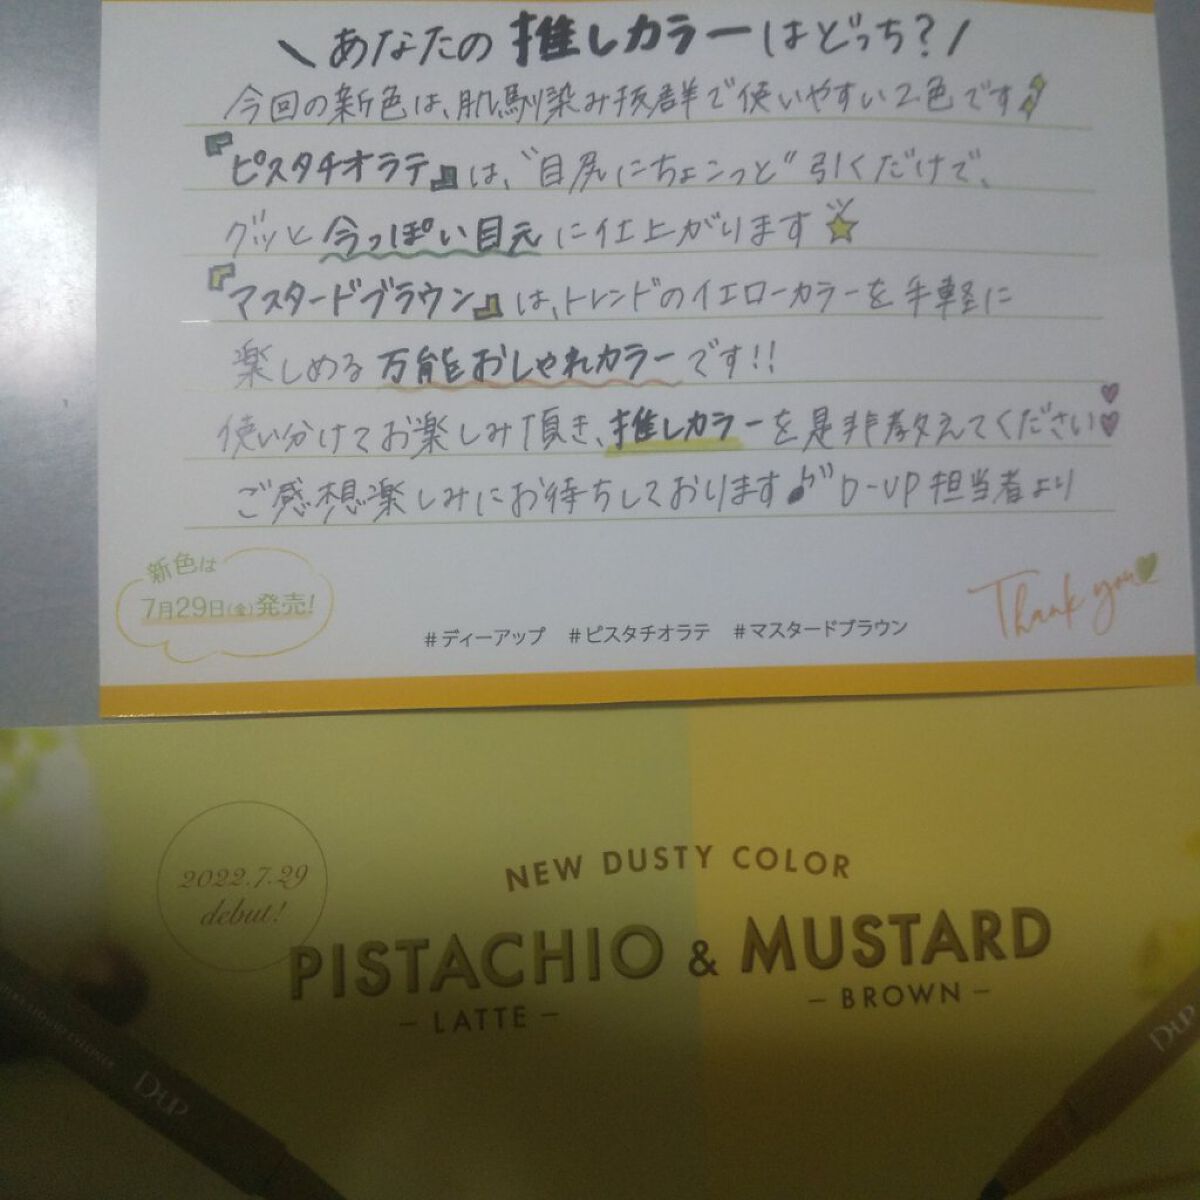 \あなたの推しカラーはどっち?/
今回の新色は、肌馴染み抜群で使いやすい2色です
『ピスタチオラテ』は、"目尻にちょこっと"引くだけで、
グッと今っぽい目元に仕上がります
『マスタードブラウン』は、トレンドのイエローカラーを手軽に
楽しめる万能おしゃれカラーです!!
使い分けてお楽しみ頂き、推しカラーを是非教えてください
ご感想楽しみにお待ちしております♪ D-UP担当者より
新色は
7月29日(金)発売!
Thank you
#ディーアップ #ピスタチオラテ #マスタードブラウン
2022.7.29
debut!
NEW DUSTY COLOR
PISTACHIO & MUSTARD
- LATTE -
- BROWN -
D-UP
D-UP